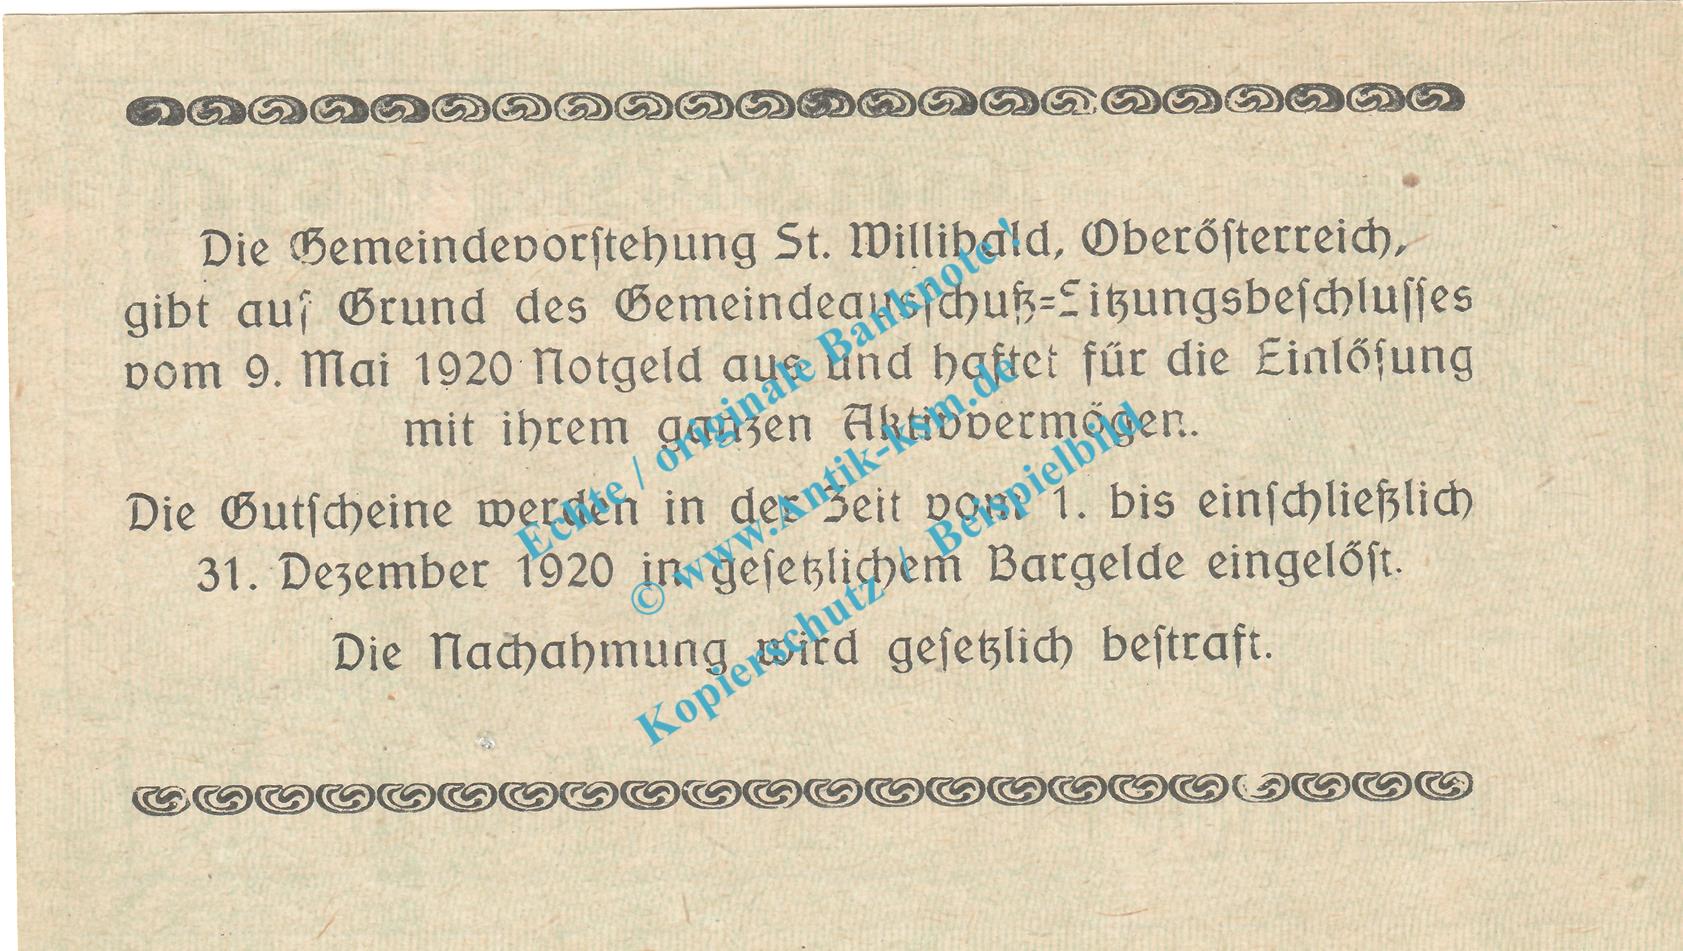 Die Gemeindevorstehung St. Willibald, Oberösterreich,
gibt auf Grund des Gemeindeausschuß=Sitzungsbeschlusses
vom 9. Mai 1920 Notgeld aus und haftet für die Einlösung
mit ihrem ganzen Aktivvermögen.
Die Gutscheine werden in der Zeit vom 1. bis einschließlich
31. Dezember 1920 in gesetzlichem Bargelde eingelöst.
Die Nachahmung wird gesetzlich bestraft.
Echte / originale Banknote !
© www.Antik-ksm.de
Kopierschutz / Beispielbild